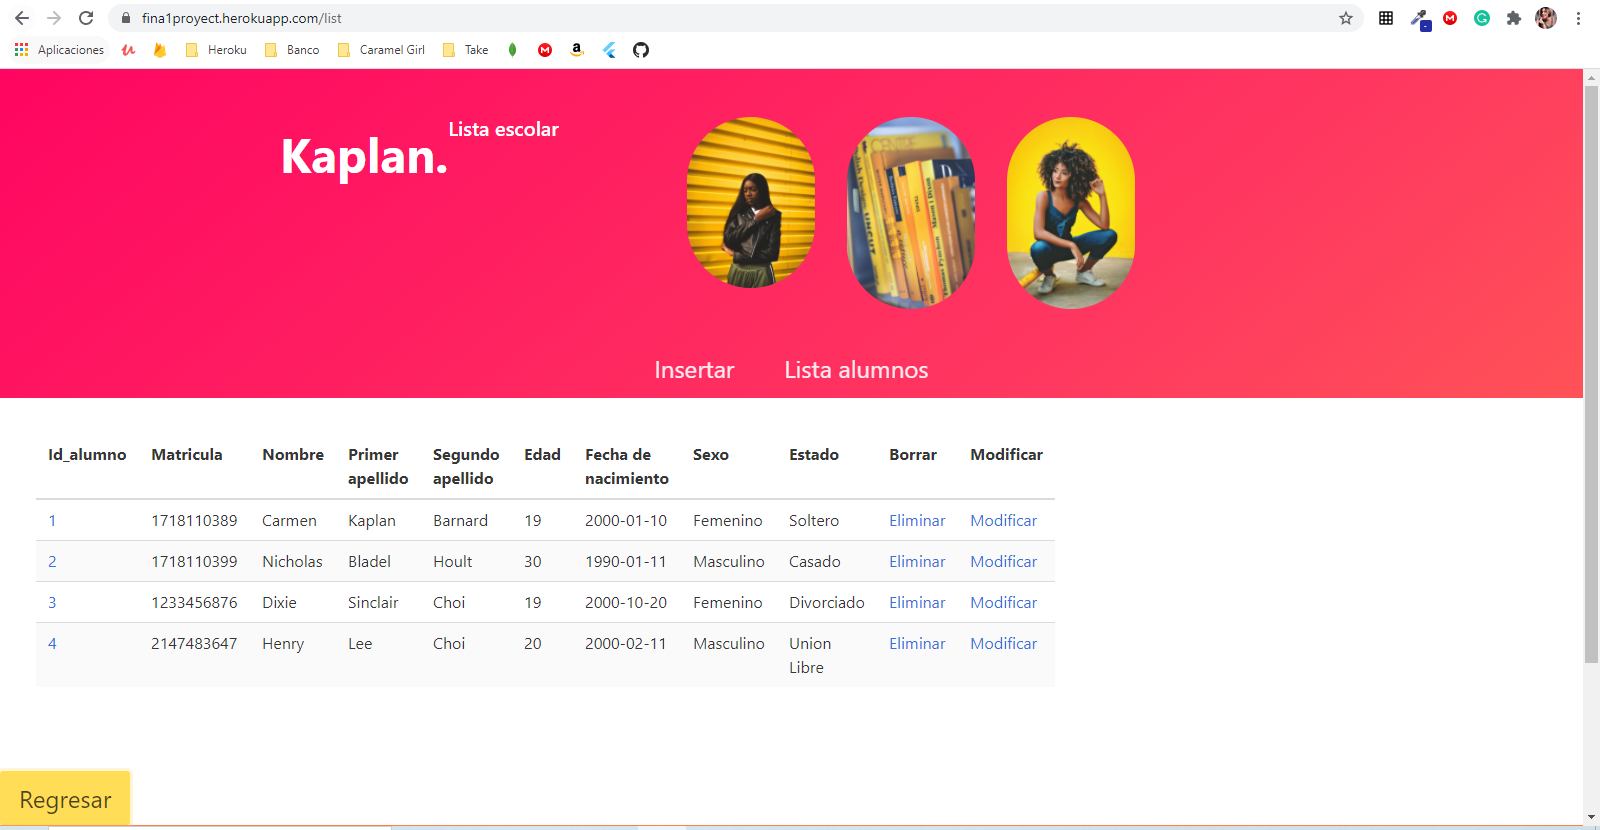 fina1proyect.herokuapp.com/list
Aplicaciones Heroku Banco Caramel Girl Take
Kaplan. Lista escolar
Insertar Lista alumnos
Id_alumno Matricula Nombre Primer apellido Segundo apellido Edad Fecha de nacimiento Sexo Estado Borrar Modificar
1 1718110389 Carmen Kaplan Barnard 19 2000-01-10 Femenino Soltero Eliminar Modificar
2 1718110399 Nicholas Bladel Hoult 30 1990-01-11 Masculino Casado Eliminar Modificar
3 1233456876 Dixie Sinclair Choi 19 2000-10-20 Femenino Divorciado Eliminar Modificar
4 2147483647 Henry Lee Choi 20 2000-02-11 Masculino Union Libre Eliminar Modificar
Regresar